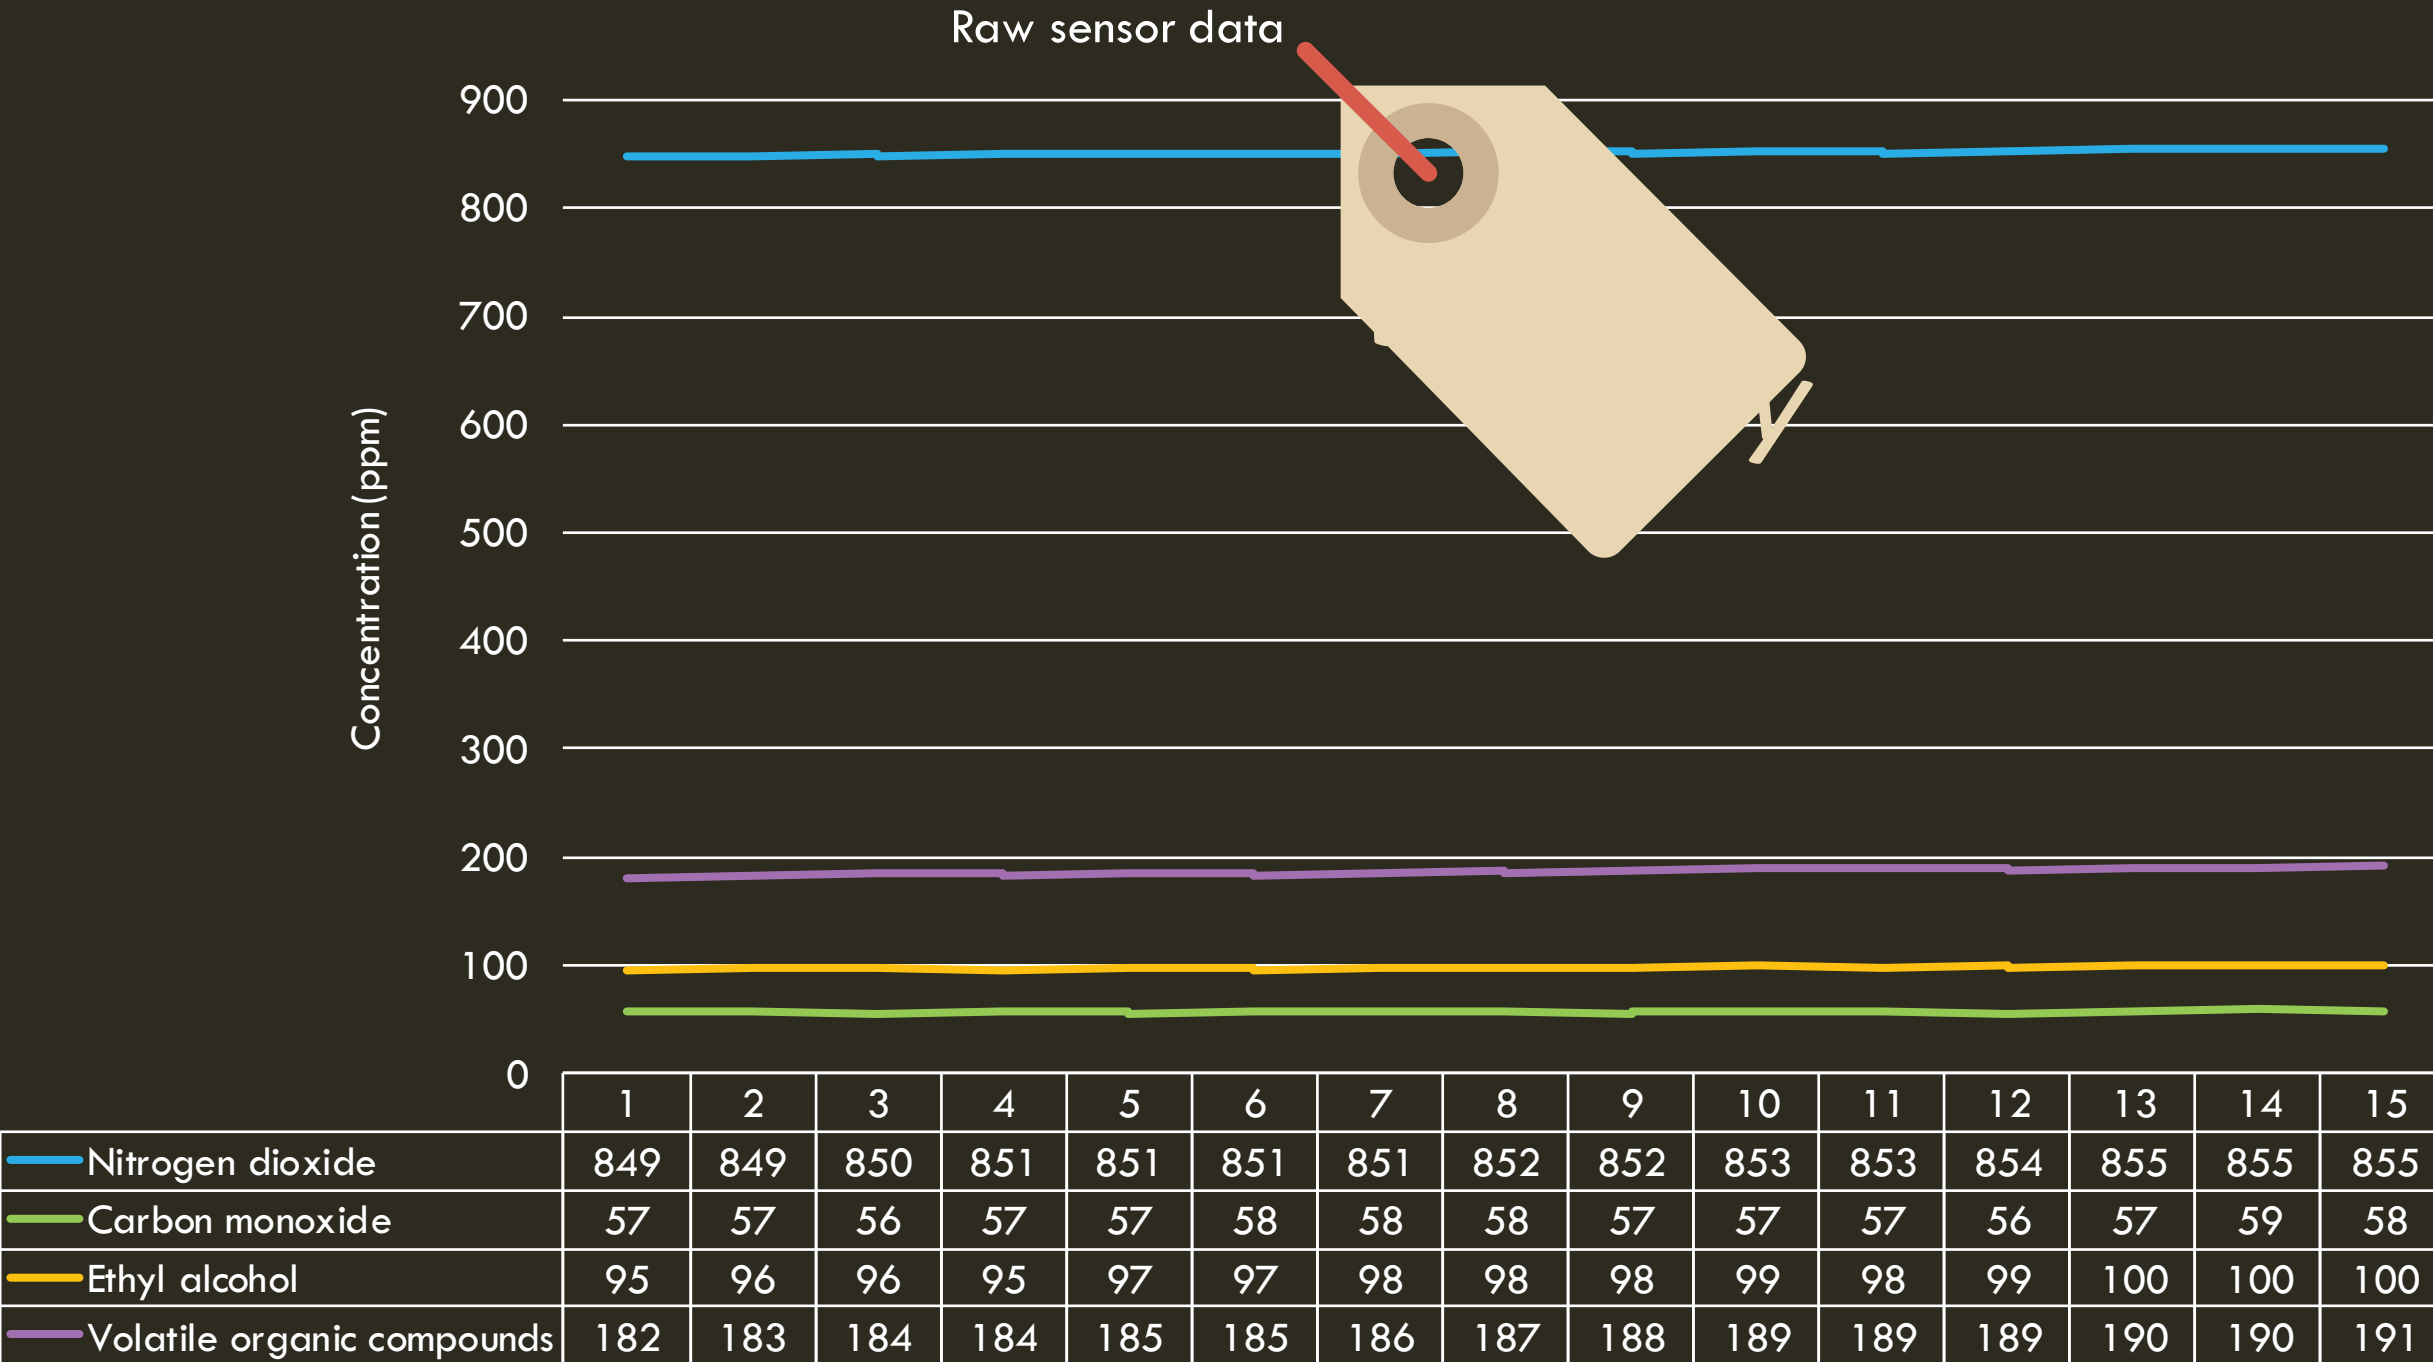 Raw sensor data
900
800
700
600
500
400
300
200
100
0
Concentration (ppm)
1 2 3 4 5 6 7 8 9 10 11 12 13 14 15
Nitrogen dioxide 849 849 850 851 851 851 851 852 852 853 853 854 855 855 855
Carbon monoxide 57 57 56 57 57 58 58 58 57 57 57 56 57 59 58
Ethyl alcohol 95 96 96 95 97 97 98 98 98 99 98 99 100 100 100
Volatile organic compounds 182 183 184 184 185 185 186 187 188 189 189 189 190 190 191